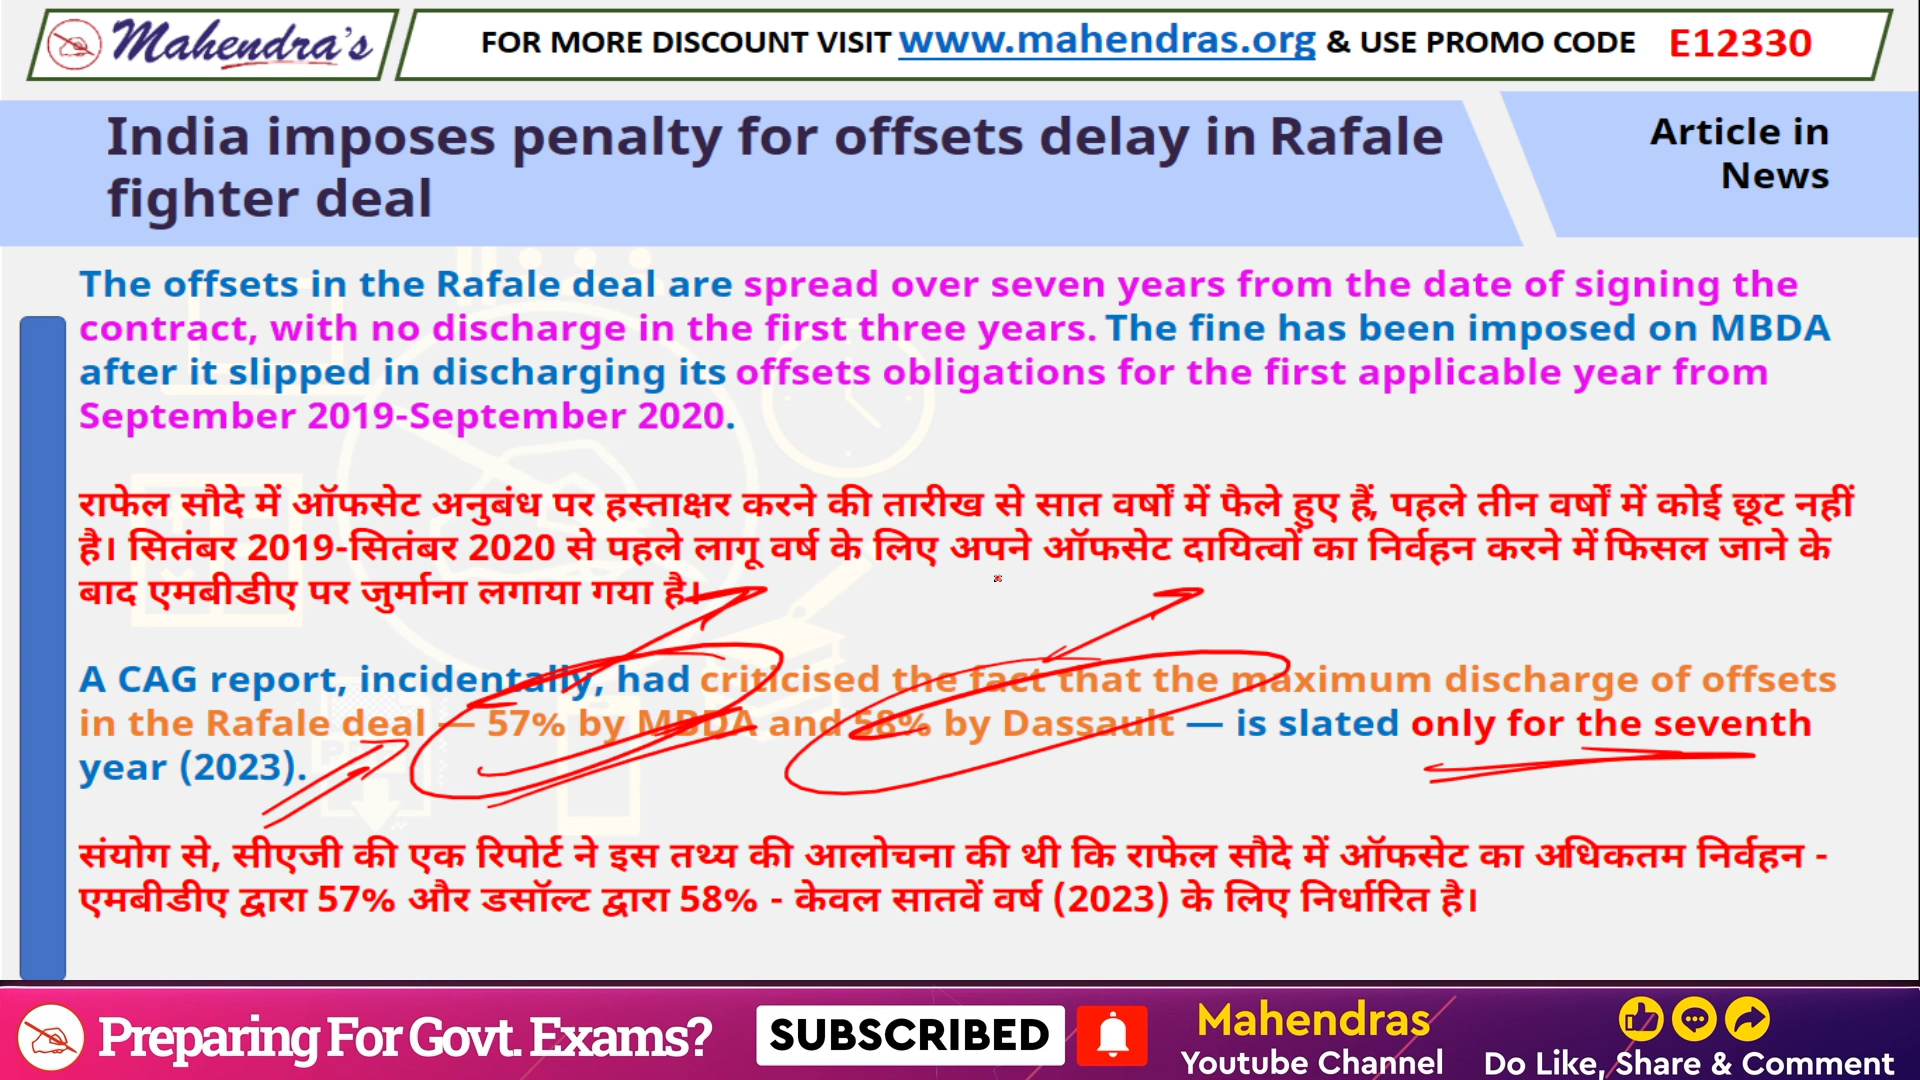 Mahendra's
FOR MORE DISCOUNT VISIT www.mahendras.org & USE PROMO CODE E12330
India imposes penalty for offsets delay in Rafale
fighter deal
Article in
News
The offsets in the Rafale deal are spread over seven years from the date of signing the
contract, with no discharge in the first three years. The fine has been imposed on MBDA
after it slipped in discharging its offsets obligations for the first applicable year from
September 2019-September 2020.
राफेल सौदे में ऑफसेट अनुबंध पर हस्ताक्षर करने की तारीख से सात वर्षों में फैले हुए हैं, पहले तीन वर्षों में कोई छूट नहीं
है। सितंबर 2019-सितंबर 2020 से पहले लागू वर्ष के लिए अपने ऑफसेट दायित्वों का निर्वहन करने में फिसल जाने के
बाद एमबीडीए पर जुर्माना लगाया गया है।
A CAG report, incidentally, had criticised the fact that the maximum discharge of offsets
in the Rafale deal — 57% by MBDA and 58% by Dassault — is slated only for the seventh
year (2023).
संयोग से, सीएजी की एक रिपोर्ट ने इस तथ्य की आलोचना की थी कि राफेल सौदे में ऑफसेट का अधिकतम निर्वहन -
एमबीडीए द्वारा 57% और डसॉल्ट द्वारा 58% - केवल सातवें वर्ष (2023) के लिए निर्धारित है।
Preparing For Govt. Exams?
SUBSCRIBED
Mahendras
Youtube Channel
Do Like, Share & Comment